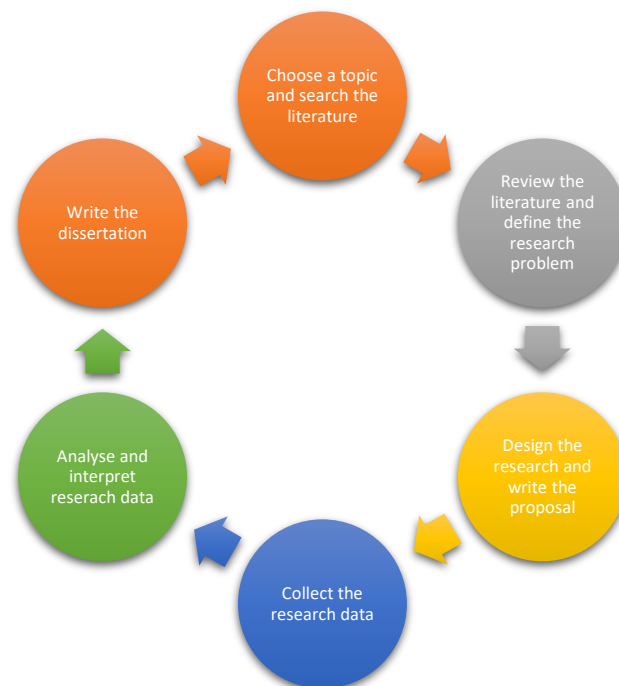 Choose a topic
and search the
literature
Review the
literature and
define the
research
problem
Design the
research and
write the
proposal
Collect the
research data
Analyse and
interpret
reserach data
Write the
dissertation